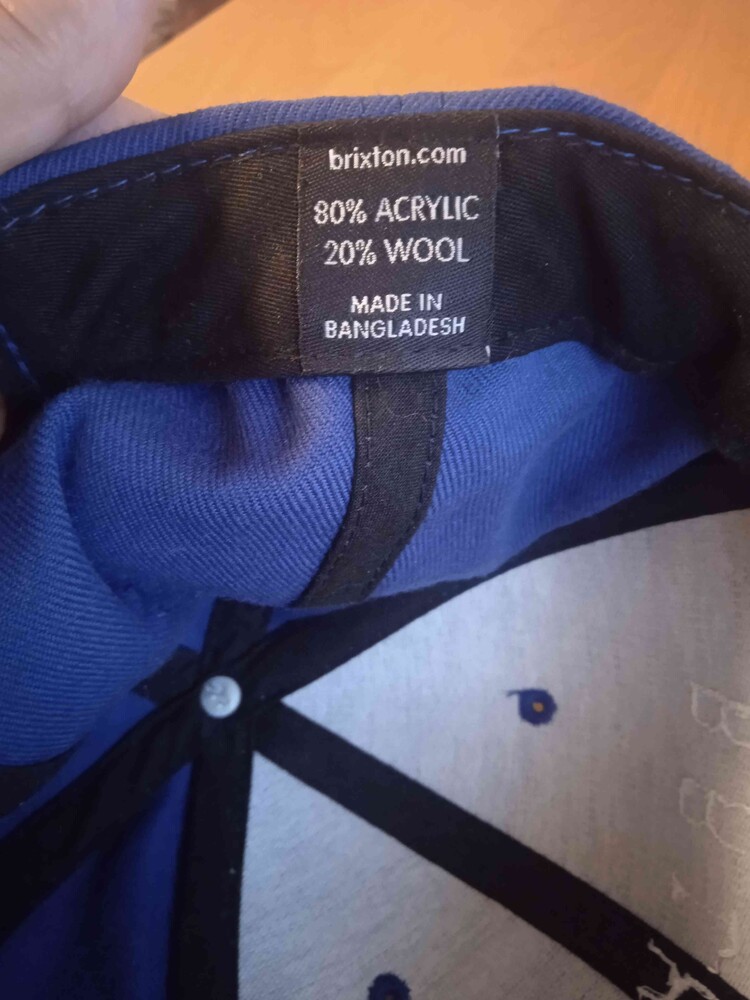 brixton.com
80% ACRYLIC
20% WOOL
MADE IN
BANGLADESH